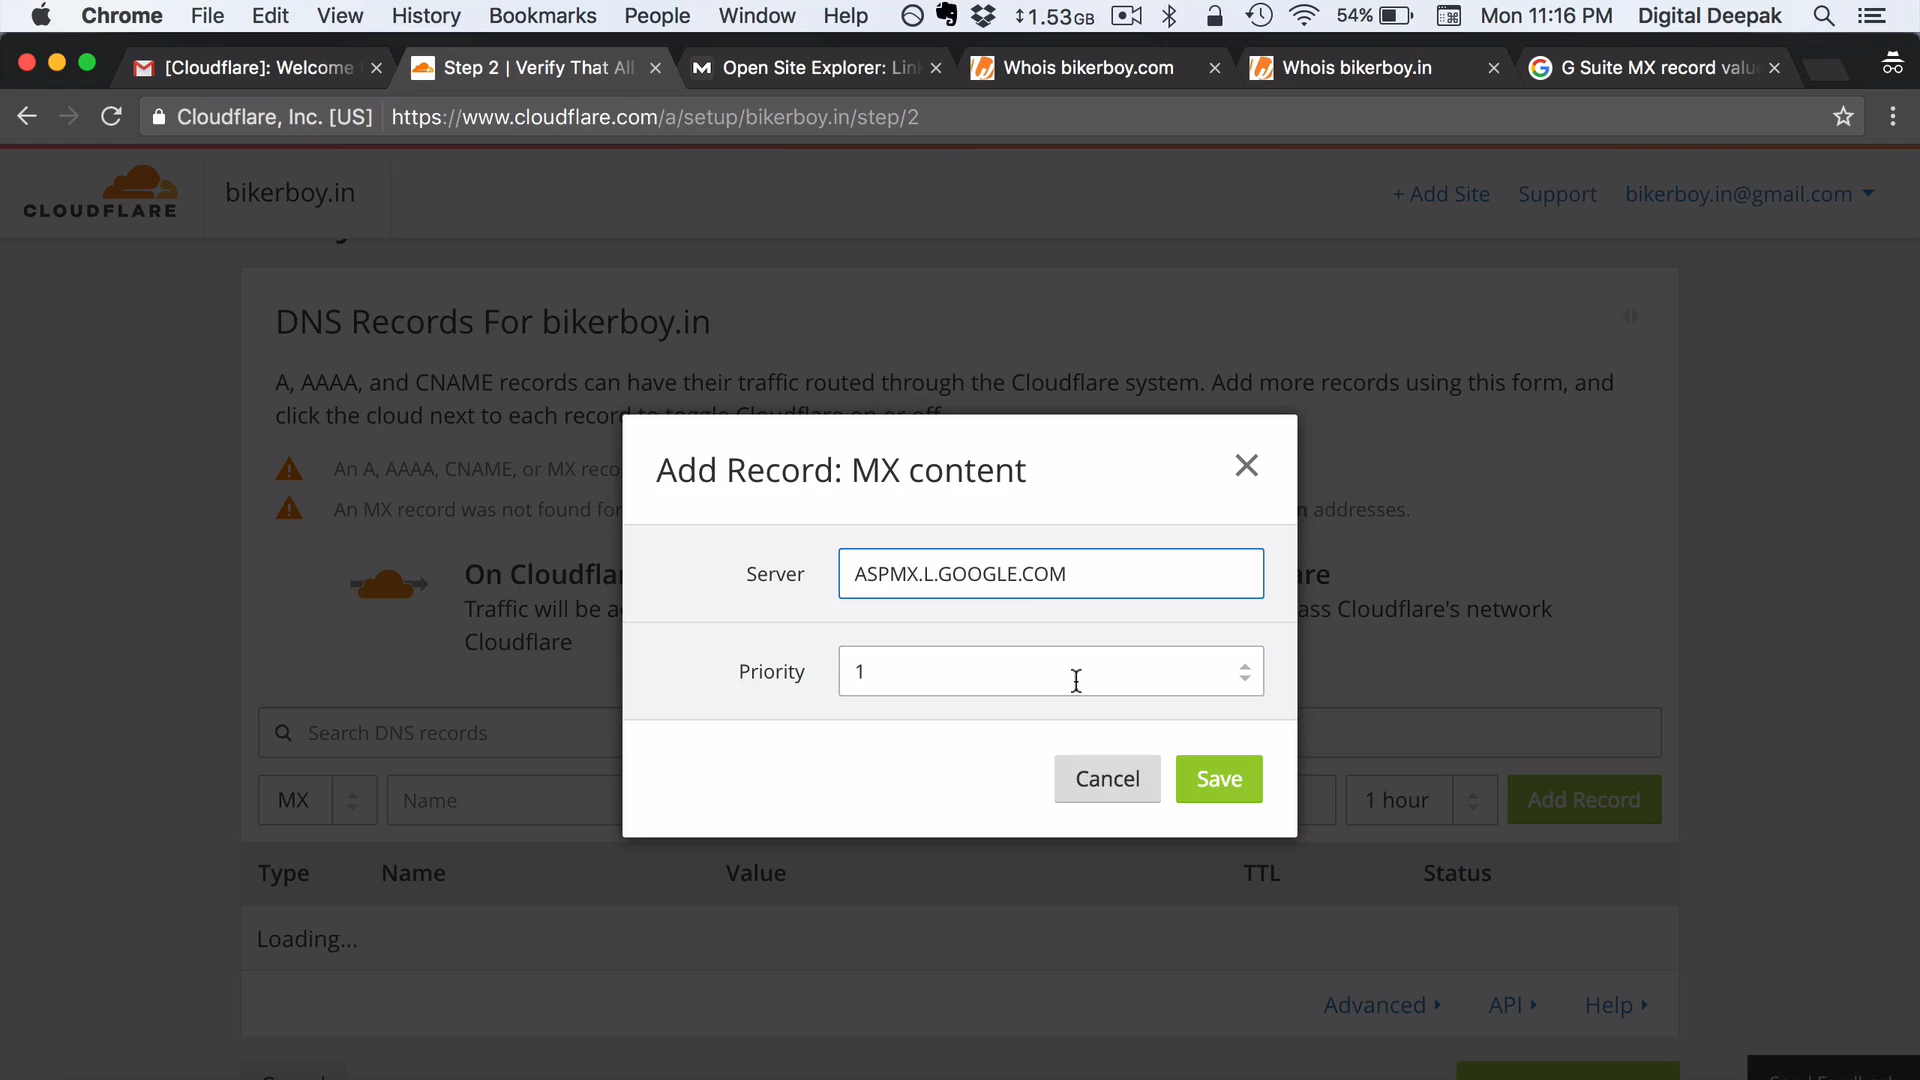 Chrome File Edit View History Bookmarks People Window Help 1.53GB 54% Mon 11:16 PM Digital Deepak
[Cloudflare]: Welcome
Step 2 | Verify That All
Open Site Explorer: Lin
Whois bikerboy.com
Whois bikerboy.in
G Suite MX record valu
Cloudflare, Inc. [US] https://www.cloudflare.com/a/setup/bikerboy.in/step/2
CLOUDFLARE bikerboy.in + Add Site Support bikerboy.in@gmail.com
DNS Records For bikerboy.in
A, AAAA, and CNAME records can have their traffic routed through the Cloudflare system. Add more records using this form, and
click the cloud next to each record to toggle Cloudflare on or off.
An A, AAAA, CNAME, or MX reco
An MX record was not found for addresses.
On Cloudfla
Traffic will be a
Cloudflare
ass Cloudflare's network
Add Record: MX content
Server ASPMX.L.GOOGLE.COM
Priority 1
Cancel Save
Search DNS records
MX Name 1 hour Add Record
Type Name Value TTL Status
Loading...
Advanced API Help